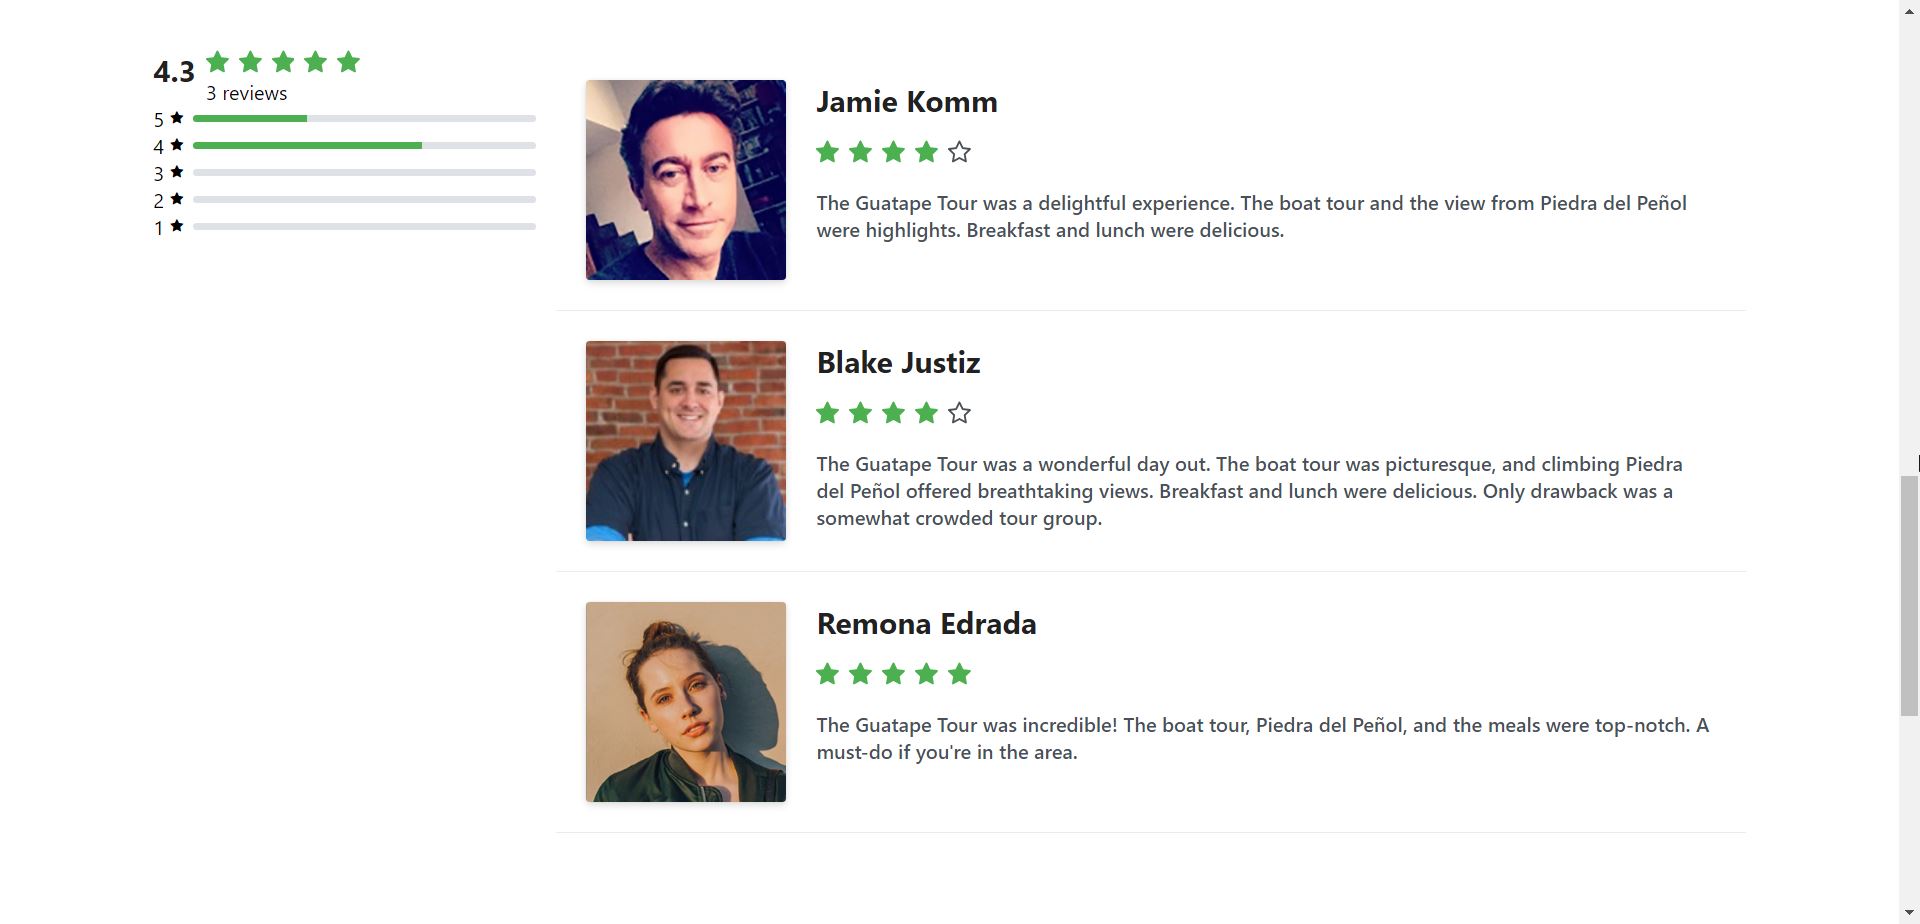 4.3
3 reviews
5
4
3
2
1
Jamie Komm
The Guatape Tour was a delightful experience. The boat tour and the view from Piedra del Peñol
were highlights. Breakfast and lunch were delicious.
Blake Justiz
The Guatape Tour was a wonderful day out. The boat tour was picturesque, and climbing Piedra
del Peñol offered breathtaking views. Breakfast and lunch were delicious. Only drawback was a
somewhat crowded tour group.
Remona Edrada
The Guatape Tour was incredible! The boat tour, Piedra del Peñol, and the meals were top-notch. A
must-do if you're in the area.